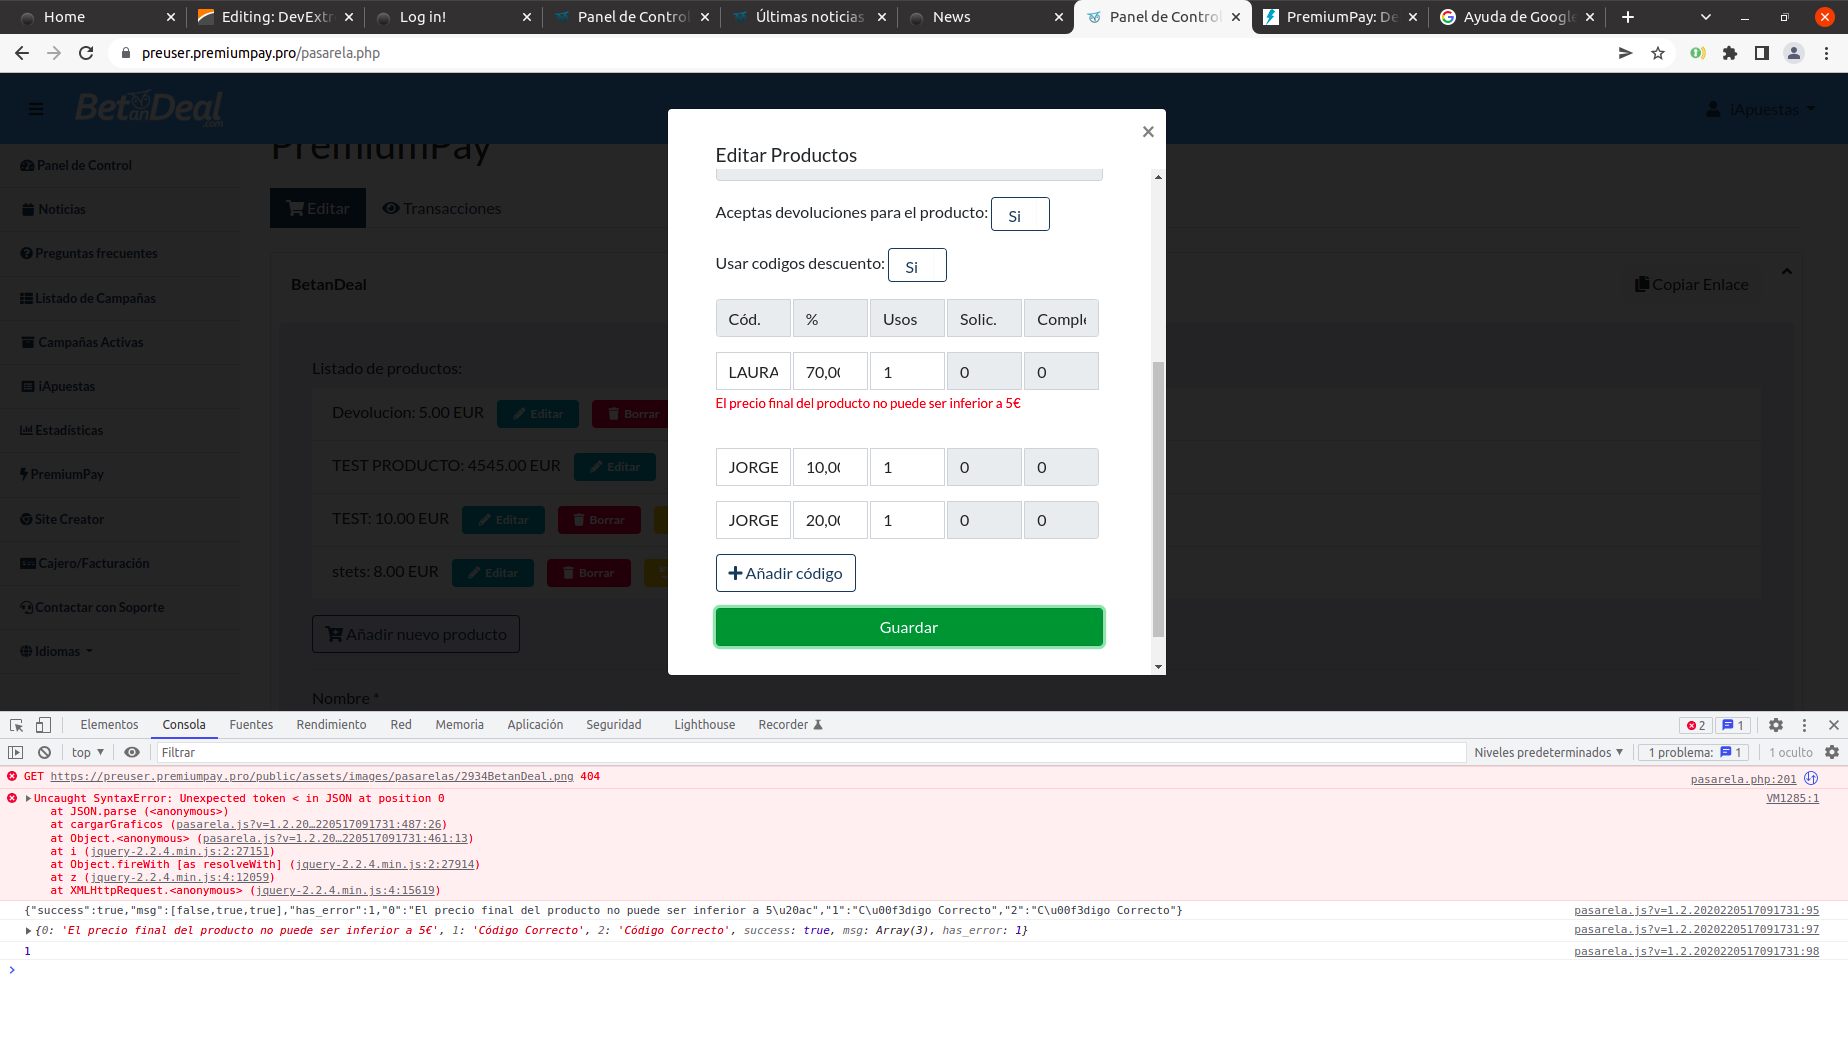 Home
Editing: DevExtr
Log in!
Panel de Control
Últimas noticias
News
Panel de Control
PremiumPay: De
Ayuda de Google
preuser.premiumpay.pro/pasarela.php
BetanDeal.com
iApuestas
Panel de Control
Noticias
Preguntas frecuentes
Listado de Campañas
Campañas Activas
iApuestas
Estadísticas
PremiumPay
Site Creator
Cajero/Facturación
Contactar con Soporte
Idiomas
PremiumPay
Editar
Transacciones
BetanDeal
Copiar Enlace
Listado de productos:
Devolucion: 5.00 EUR Editar Borrar
TEST PRODUCTO: 4545.00 EUR Editar
TEST: 10.00 EUR Editar Borrar
stets: 8.00 EUR Editar Borrar
Añadir nuevo producto
Nombre *
×
Editar Productos
Aceptas devoluciones para el producto: Si
Usar codigos descuento: Si
Cód. % Usos Solic. Comple
LAURA 70,00 1 0 0
El precio final del producto no puede ser inferior a 5€
JORGE 10,00 1 0 0
JORGE 20,00 1 0 0
Añadir código
Guardar
Elementos Consola Fuentes Rendimiento Red Memoria Aplicación Seguridad Lighthouse Recorder 2 1
top Filtrar Niveles predeterminados 1 problema: 1 1 oculto
GET https://preuser.premiumpay.pro/public/assets/images/pasarelas/2934BetanDeal.png 404 pasarela.php:201
Uncaught SyntaxError: Unexpected token < in JSON at position 0 VM1285:1
at JSON.parse (<anonymous>)
at cargarGraficos (pasarela.js?v=1.2.20…220517091731:487:26)
at Object.<anonymous> (pasarela.js?v=1.2.20…220517091731:461:13)
at i (jquery-2.2.4.min.js:2:27151)
at Object.fireWith [as resolveWith] (jquery-2.2.4.min.js:2:27914)
at z (jquery-2.2.4.min.js:4:12059)
at XMLHttpRequest.<anonymous> (jquery-2.2.4.min.js:4:15619)
{"success":true,"msg":[false,true,true],"has_error":1,"0":"El precio final del producto no puede ser inferior a 5\u20ac","1":"C\u00f3digo Correcto","2":"C\u00f3digo Correcto"} pasarela.js?v=1.2.2020220517091731:95
{0: 'El precio final del producto no puede ser inferior a 5€', 1: 'Código Correcto', 2: 'Código Correcto', success: true, msg: Array(3), has_error: 1} pasarela.js?v=1.2.2020220517091731:97
1 pasarela.js?v=1.2.2020220517091731:98